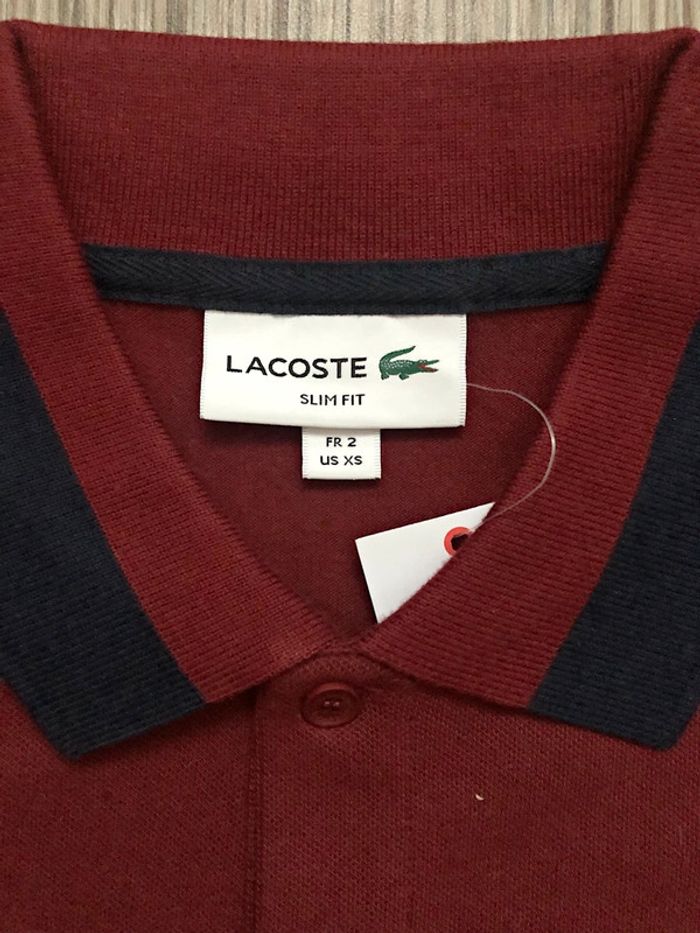 LACOSTE
SLIM FIT
FR 2
US XS